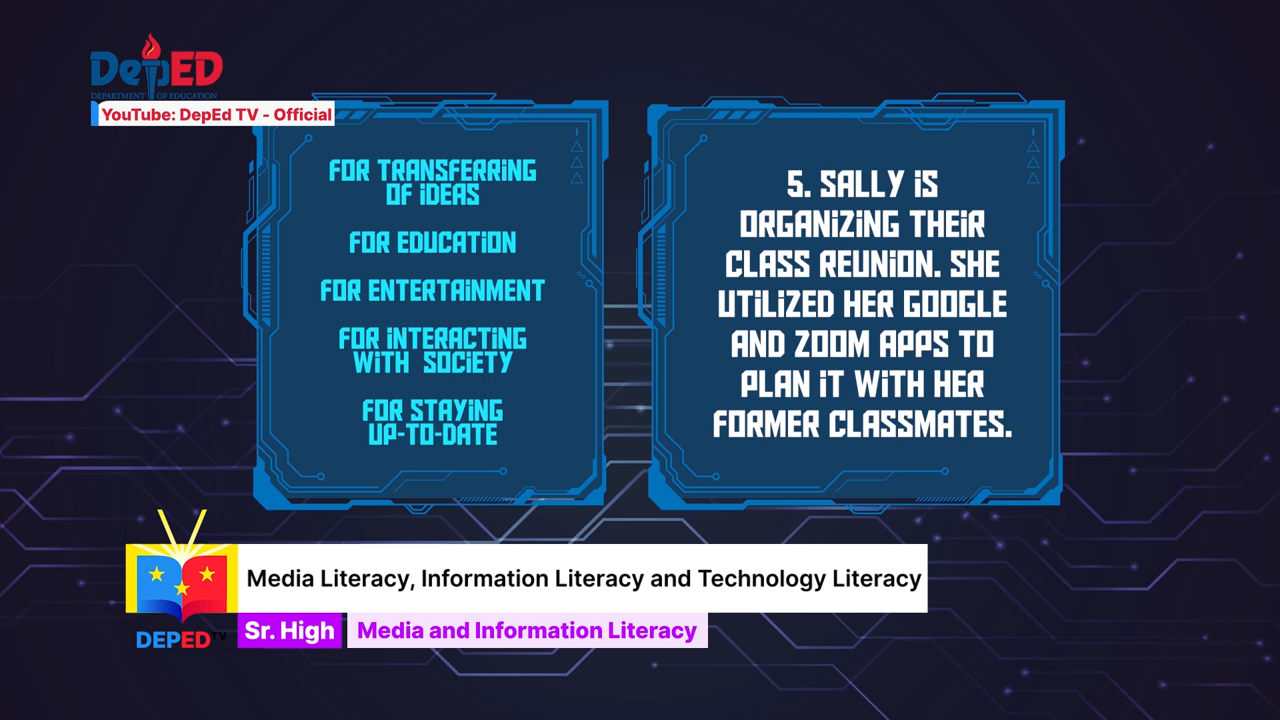 DepED
DEPARTMENT OF EDUCATION
YouTube: DepEd TV - Official
FOR TRANSFERRING
OF IDEAS
FOR EDUCATION
FOR ENTERTAINMENT
FOR INTERACTING
WITH SOCIETY
FOR STAYING
UP-TO-DATE
5. SALLY IS
ORGANIZING THEIR
CLASS REUNION. SHE
UTILIZED HER GOOGLE
AND ZOOM APPS TO
PLAN IT WITH HER
FORMER CLASSMATES.
Media Literacy, Information Literacy and Technology Literacy
DEPED TV
Sr. High
Media and Information Literacy